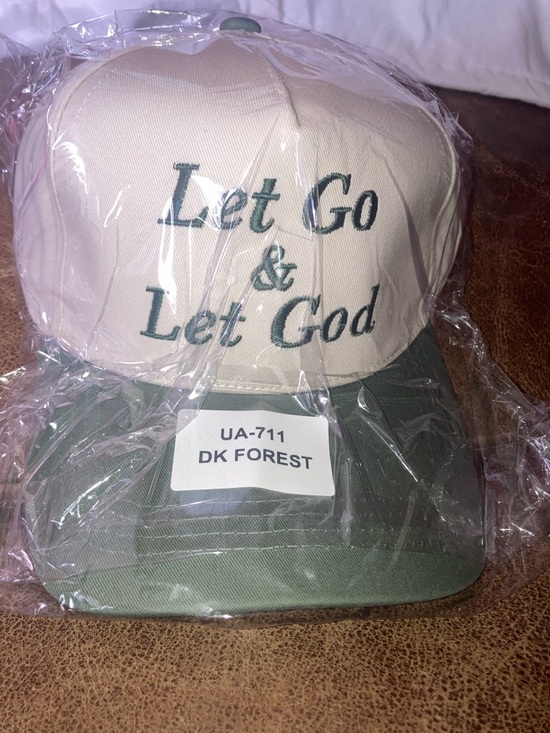 Let Go
&
Let God
UA-711
DK FOREST